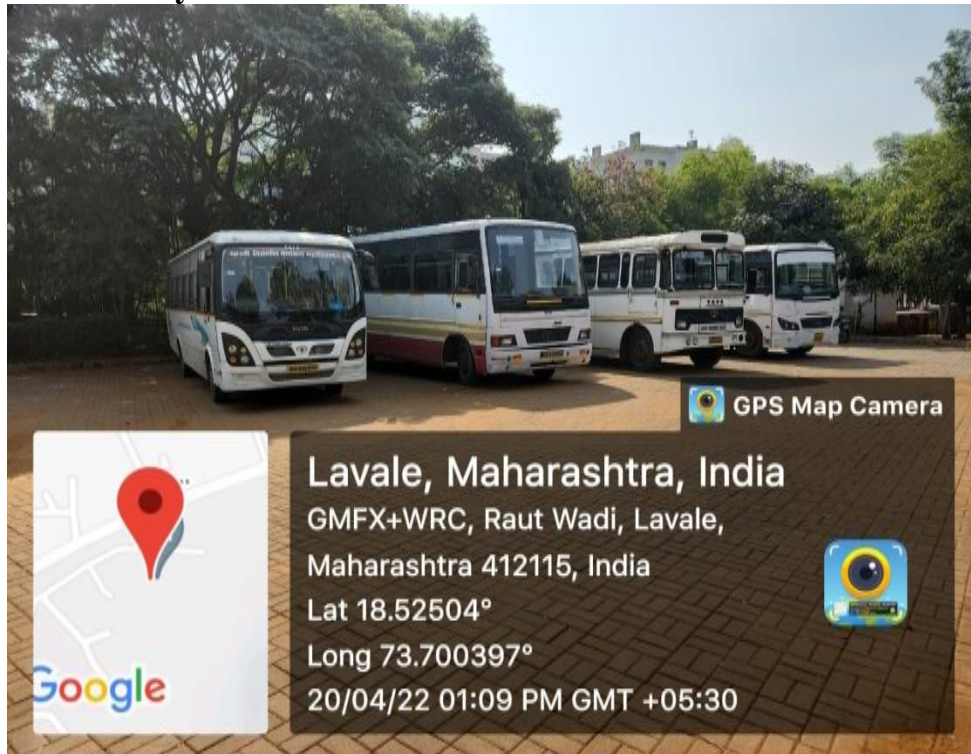 GPS Map Camera
Lavale, Maharashtra, India
GMFX+WRC, Raut Wadi, Lavale,
Maharashtra 412115, India
Lat 18.52504°
Long 73.700397°
20/04/22 01:09 PM GMT +05:30
Google